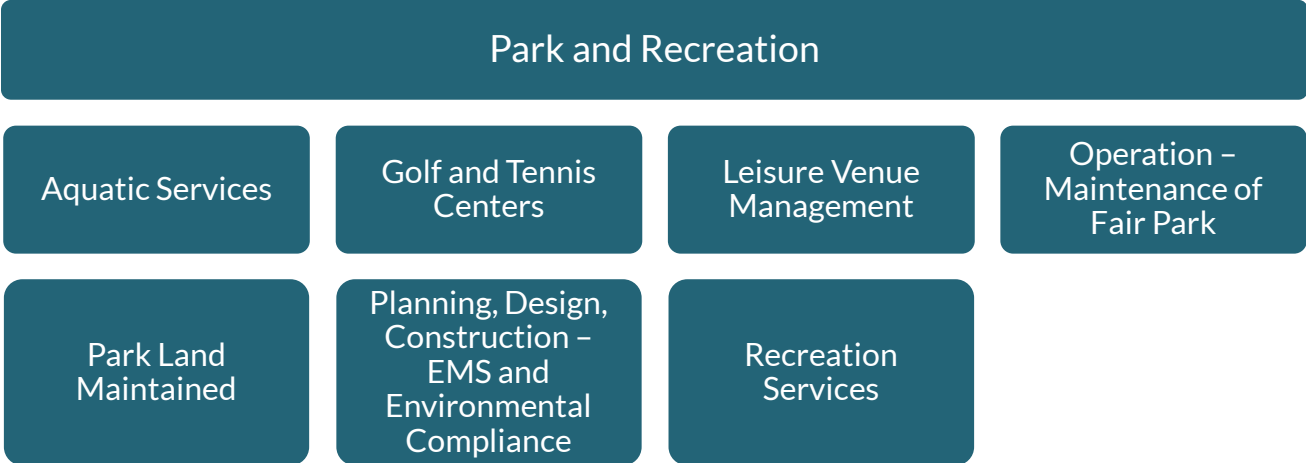 Park and Recreation
Aquatic Services
Golf and Tennis
Centers
Leisure Venue
Management
Operation –
Maintenance of
Fair Park
Park Land
Maintained
Planning, Design,
Construction –
EMS and
Environmental
Compliance
Recreation
Services